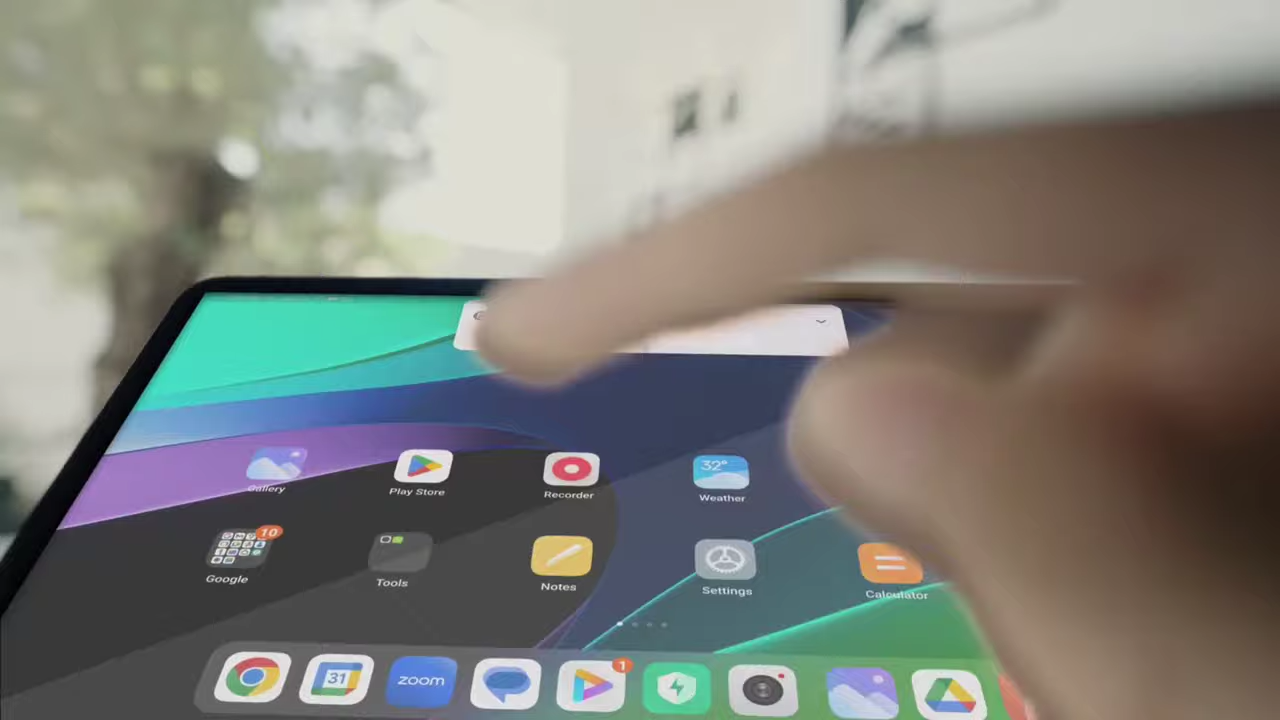 Gallery
Play Store
Recorder
32°
Weather
10
Google
Tools
Notes
Settings
Calculator
31
zoom
1